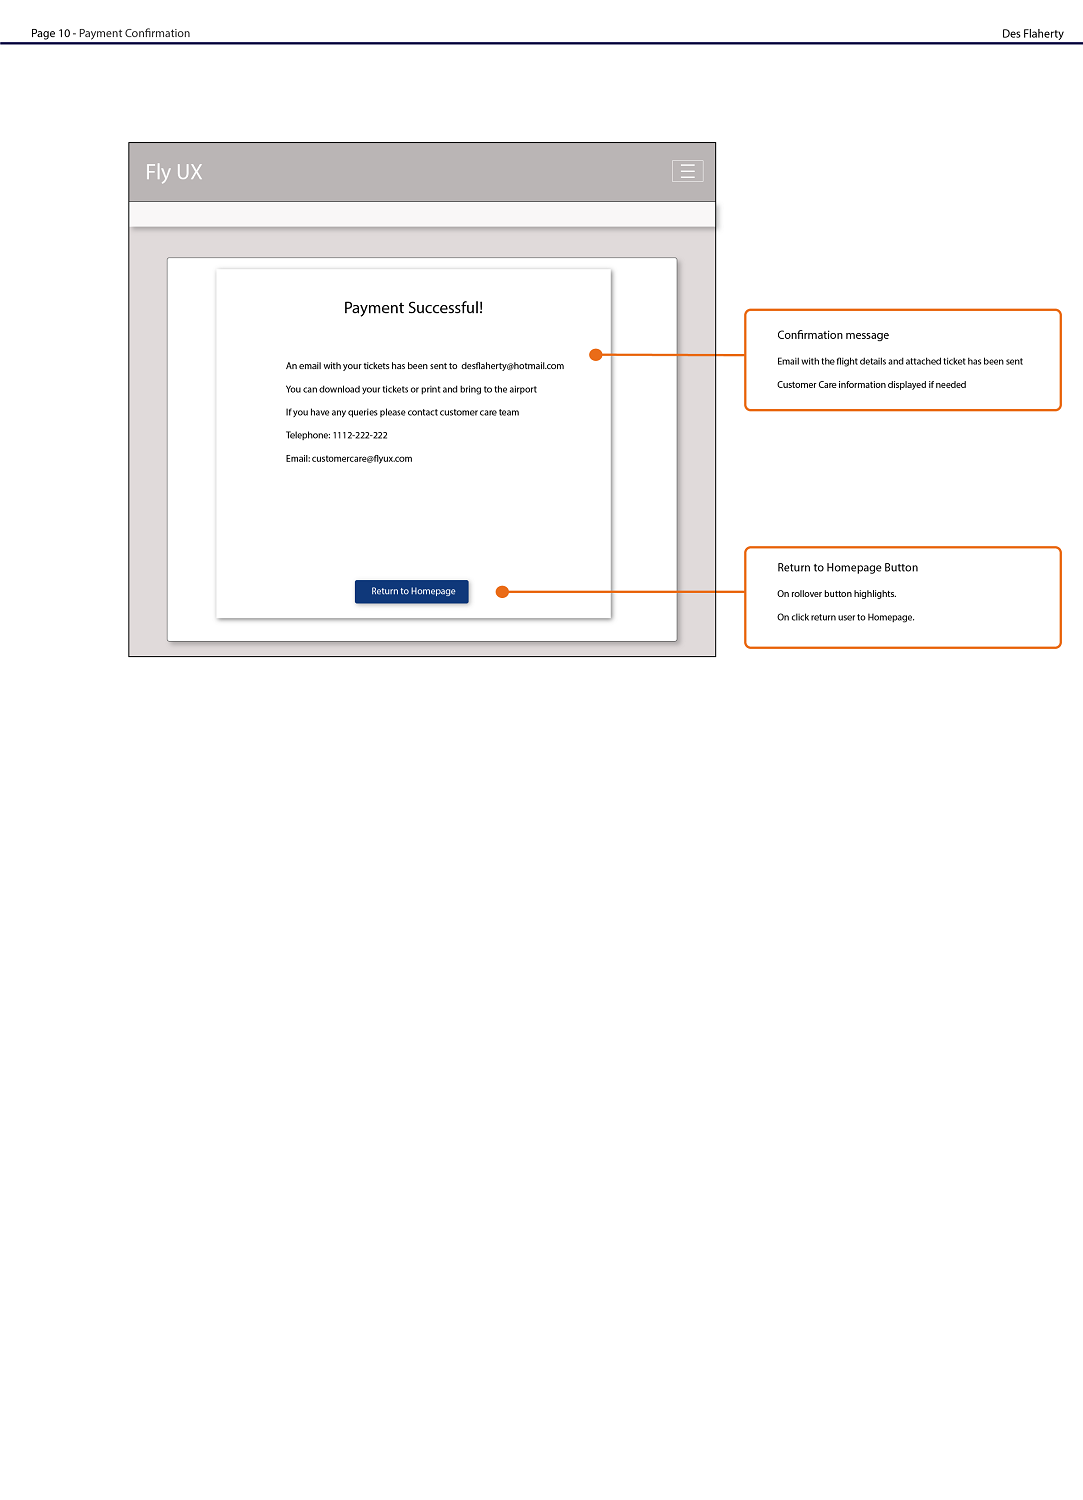 Page 10 - Payment Confirmation
Des Flaherty
Fly UX
Payment Successful!
An email with your tickets has been sent to desflaherty@hotmail.com
You can download your tickets or print and bring to the airport
If you have any queries please contact customer care team
Telephone: 1112-222-222
Email: customercare@flyux.com
Return to Homepage
Confirmation message
Email with the flight details and attached ticket has been sent
Customer Care information displayed if needed
Return to Homepage Button
On rollover button highlights.
On click return user to Homepage.